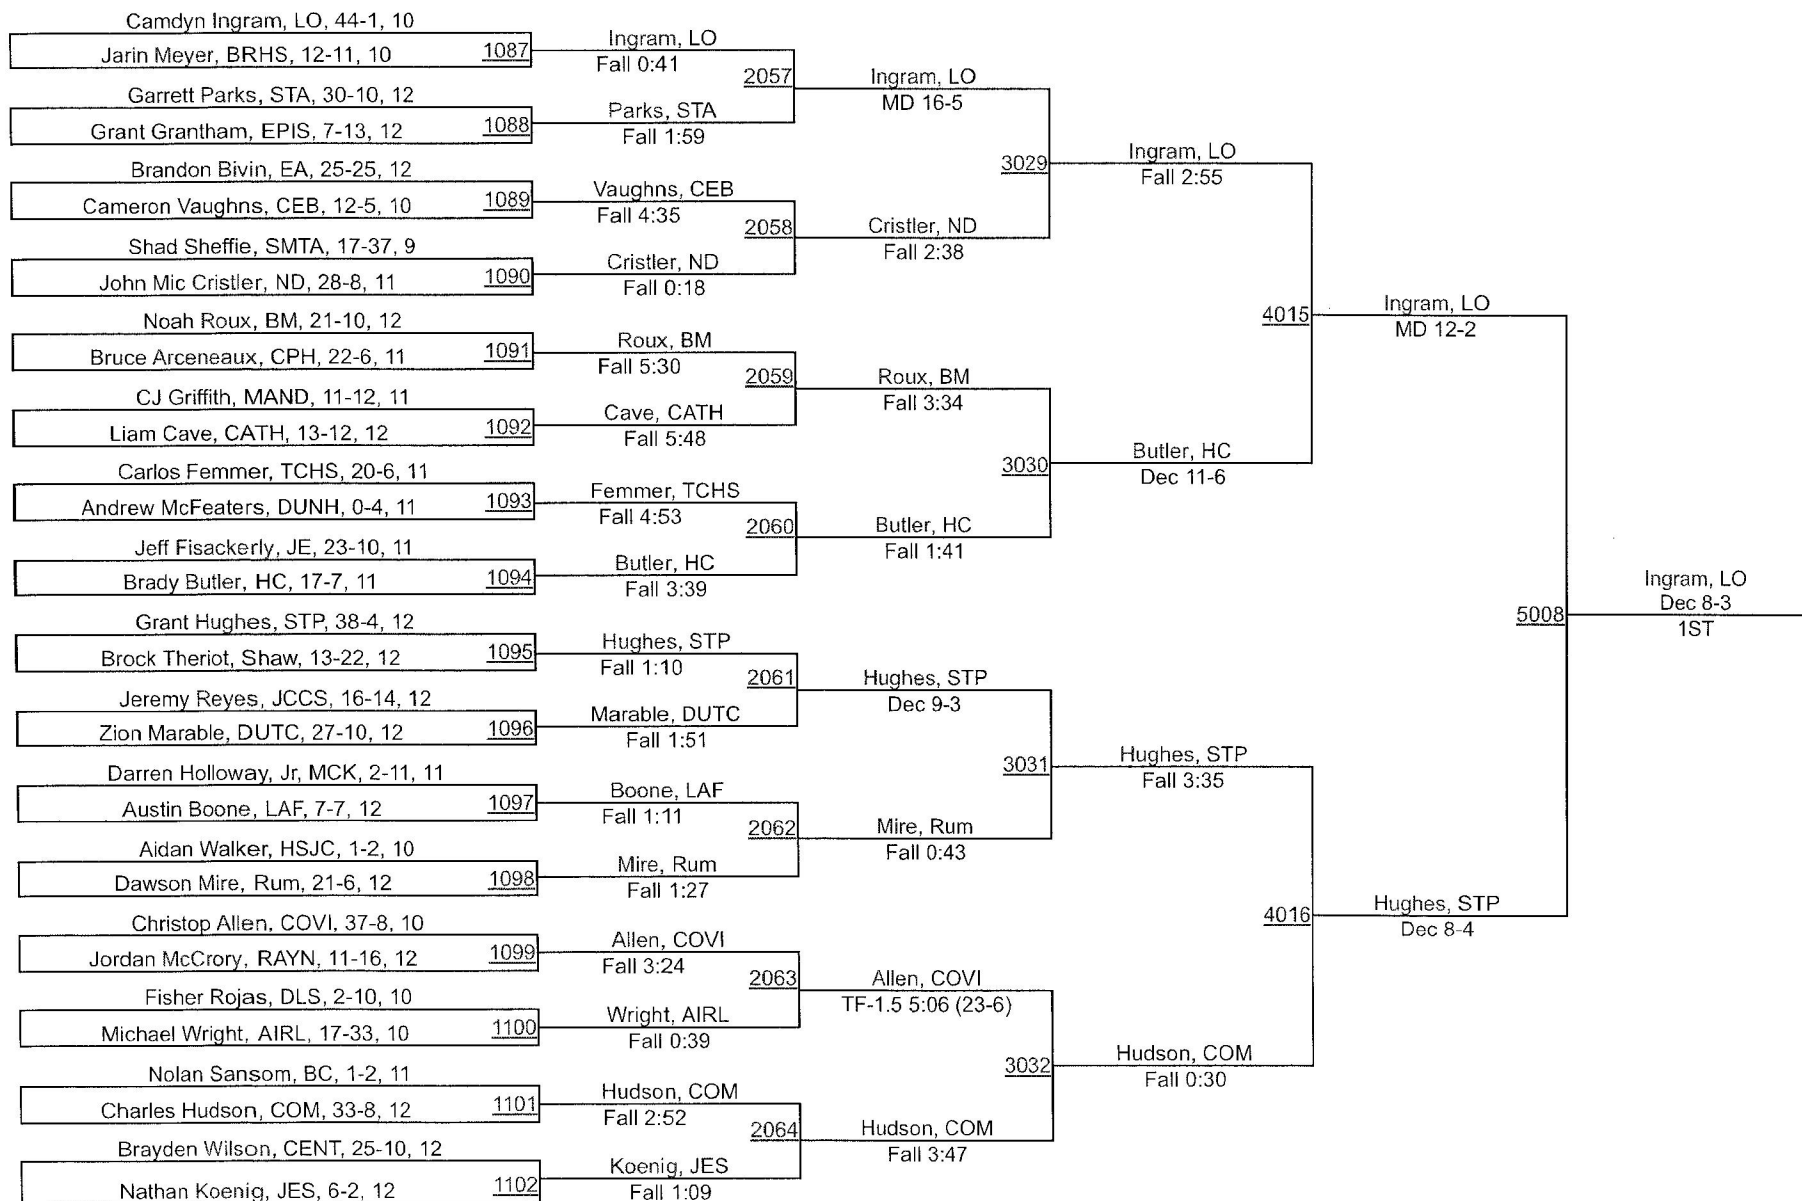 Camdyn Ingram, LO, 44-1, 10
Jarin Meyer, BRHS, 12-11, 10
1087
Garrett Parks, STA, 30-10, 12
Grant Grantham, EPIS, 7-13, 12
1088
Brandon Bivin, EA, 25-25, 12
Cameron Vaughns, CEB, 12-5, 10
1089
Shad Sheffie, SMTA, 17-37, 9
John Mic Cristler, ND, 28-8, 11
1090
Noah Roux, BM, 21-10, 12
Bruce Arceneaux, CPH, 22-6, 11
1091
CJ Griffith, MAND, 11-12, 11
Liam Cave, CATH, 13-12, 12
1092
Carlos Femmer, TCHS, 20-6, 11
Andrew McFeaters, DUNH, 0-4, 11
1093
Jeff Fisackerly, JE, 23-10, 11
Brady Butler, HC, 17-7, 11
1094
Grant Hughes, STP, 38-4, 12
Brock Theriot, Shaw, 13-22, 12
1095
Jeremy Reyes, JCCS, 16-14, 12
Zion Marable, DUTC, 27-10, 12
1096
Darren Holloway, Jr, MCK, 2-11, 11
Austin Boone, LAF, 7-7, 12
1097
Aidan Walker, HSJC, 1-2, 10
Dawson Mire, Rum, 21-6, 12
1098
Christop Allen, COVI, 37-8, 10
Jordan McCrory, RAYN, 11-16, 12
1099
Fisher Rojas, DLS, 2-10, 10
Michael Wright, AIRL, 17-33, 10
1100
Nolan Sansom, BC, 1-2, 11
Charles Hudson, COM, 33-8, 12
1101
Brayden Wilson, CENT, 25-10, 12
Nathan Koenig, JES, 6-2, 12
1102
Ingram, LO
Fall 0:41
2057
Parks, STA
Fall 1:59
Vaughns, CEB
Fall 4:35
2058
Cristler, ND
Fall 0:18
Roux, BM
Fall 5:30
2059
Cave, CATH
Fall 5:48
Femmer, TCHS
Fall 4:53
2060
Butler, HC
Fall 3:39
Hughes, STP
Fall 1:10
2061
Marable, DUTC
Fall 1:51
Boone, LAF
Fall 1:11
2062
Mire, Rum
Fall 1:27
Allen, COVI
Fall 3:24
2063
Wright, AIRL
Fall 0:39
Hudson, COM
Fall 2:52
2064
Koenig, JES
Fall 1:09
Ingram, LO
MD 16-5
3029
Cristler, ND
Fall 2:38
Roux, BM
Fall 3:34
3030
Butler, HC
Fall 1:41
Hughes, STP
Dec 9-3
3031
Mire, Rum
Fall 0:43
Allen, COVI
TF-1.5 5:06 (23-6)
3032
Hudson, COM
Fall 3:47
Ingram, LO
Fall 2:55
4015
Butler, HC
Dec 11-6
Hughes, STP
Fall 3:35
4016
Hudson, COM
Fall 0:30
Ingram, LO
MD 12-2
5008
Hughes, STP
Dec 8-4
Ingram, LO
Dec 8-3
1ST